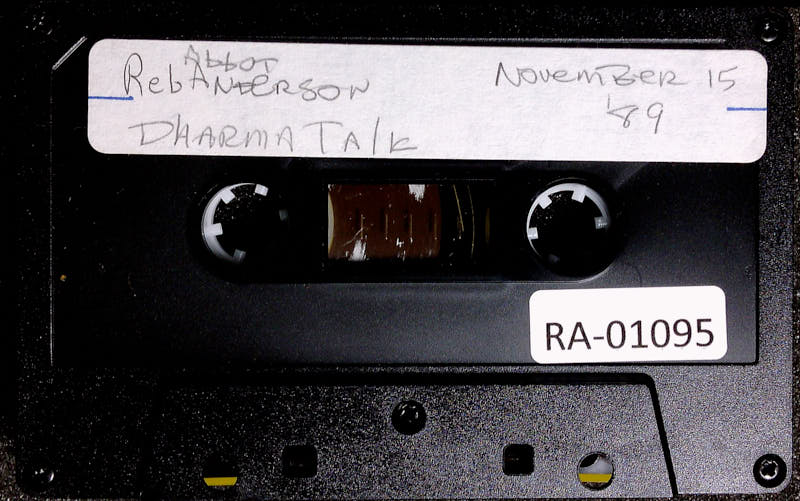 Abbot
Reb Anderson
November 15
'89
Dharma Talk
RA-01095